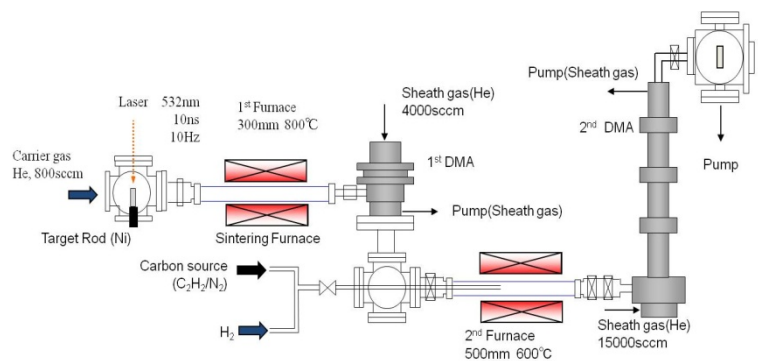 Laser 532nm
10ns
10Hz
1st Furnace
300mm 800℃
Sheath gas(He)
4000sccm
1st DMA
Carrier gas
He, 800sccm
Target Rod (Ni)
Sintering Furnace
Pump(Sheath gas)
Carbon source
(C2H2/N2)
H2
2nd Furnace
500mm 600℃
Pump(Sheath gas)
2nd DMA
Pump
Sheath gas(He)
15000sccm